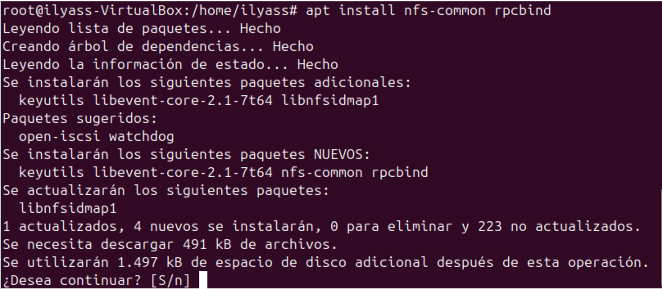 root@ilyass-VirtualBox:/home/ilyass# apt install nfs-common rpcbind
Leyendo lista de paquetes... Hecho
Creando árbol de dependencias... Hecho
Leyendo la información de estado... Hecho
Se instalarán los siguientes paquetes adicionales:
  keyutils libevent-core-2.1-7t64 libnfsidmap1
Paquetes sugeridos:
  open-iscsi watchdog
Se instalarán los siguientes paquetes NUEVOS:
  keyutils libevent-core-2.1-7t64 nfs-common rpcbind
Se actualizarán los siguientes paquetes:
  libnfsidmap1
1 actualizados, 4 nuevos se instalarán, 0 para eliminar y 223 no actualizados.
Se necesita descargar 491 kB de archivos.
Se utilizarán 1.497 kB de espacio de disco adicional después de esta operación.
¿Desea continuar? [S/n]